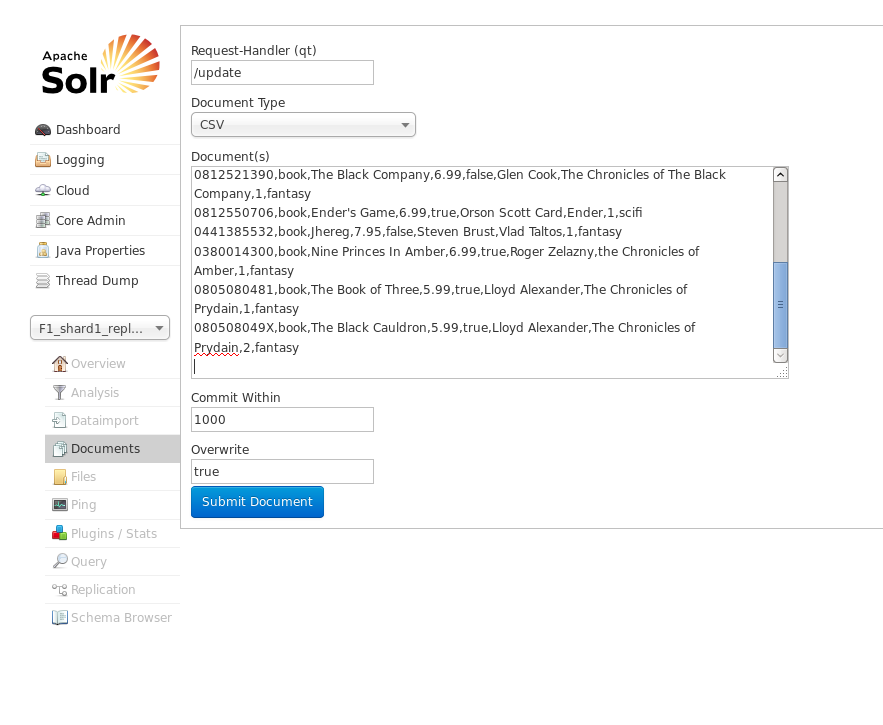 Apache
Solr
Dashboard
Logging
Cloud
Core Admin
Java Properties
Thread Dump
F1_shard1_repl...
Overview
Analysis
Dataimport
Documents
Files
Ping
Plugins / Stats
Query
Replication
Schema Browser
Request-Handler (qt)
/update
Document Type
CSV
Document(s)
0812521390,book,The Black Company,6.99,false,Glen Cook,The Chronicles of The Black
Company,1,fantasy
0812550706,book,Ender's Game,6.99,true,Orson Scott Card,Ender,1,scifi
0441385532,book,Jhereg,7.95,false,Steven Brust,Vlad Taltos,1,fantasy
0380014300,book,Nine Princes In Amber,6.99,true,Roger Zelazny,the Chronicles of
Amber,1,fantasy
0805080481,book,The Book of Three,5.99,true,Lloyd Alexander,The Chronicles of
Prydain,1,fantasy
080508049X,book,The Black Cauldron,5.99,true,Lloyd Alexander,The Chronicles of
Prydain,2,fantasy
Commit Within
1000
Overwrite
true
Submit Document